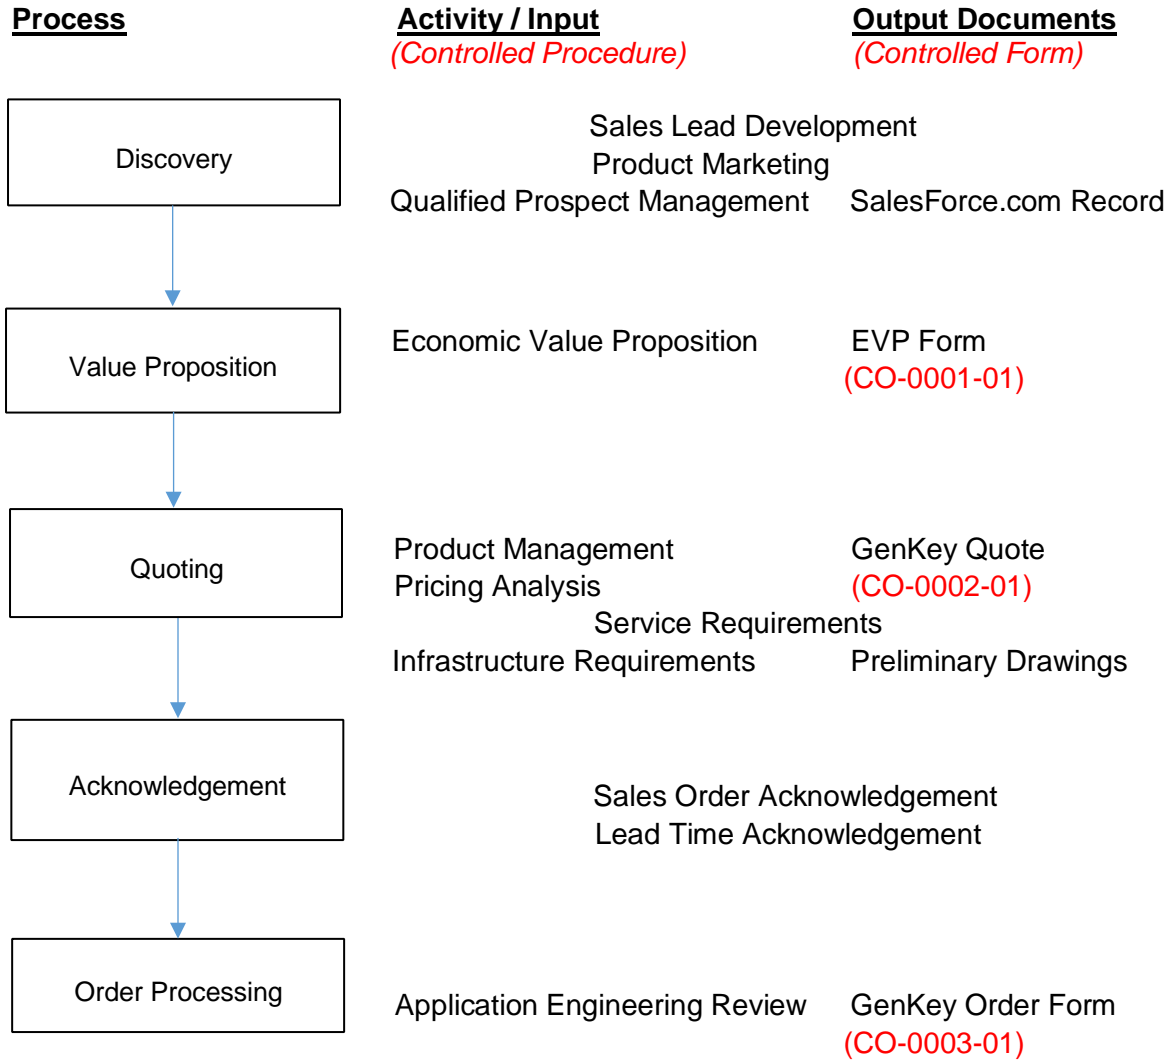 Process Activity / Input Output Documents
(Controlled Procedure) (Controlled Form)
Sales Lead Development
Discovery
Product Marketing
Qualified Prospect Management SalesForce.com Record
Economic Value Proposition EVP Form
Value Proposition
(CO-0001-01)
Product Management GenKey Quote
Quoting
Pricing Analysis (CO-0002-01)
Service Requirements
Infrastructure Requirements Preliminary Drawings
Acknowledgement
Sales Order Acknowledgement
Lead Time Acknowledgement
Order Processing
Application Engineering Review GenKey Order Form
(CO-0003-01)